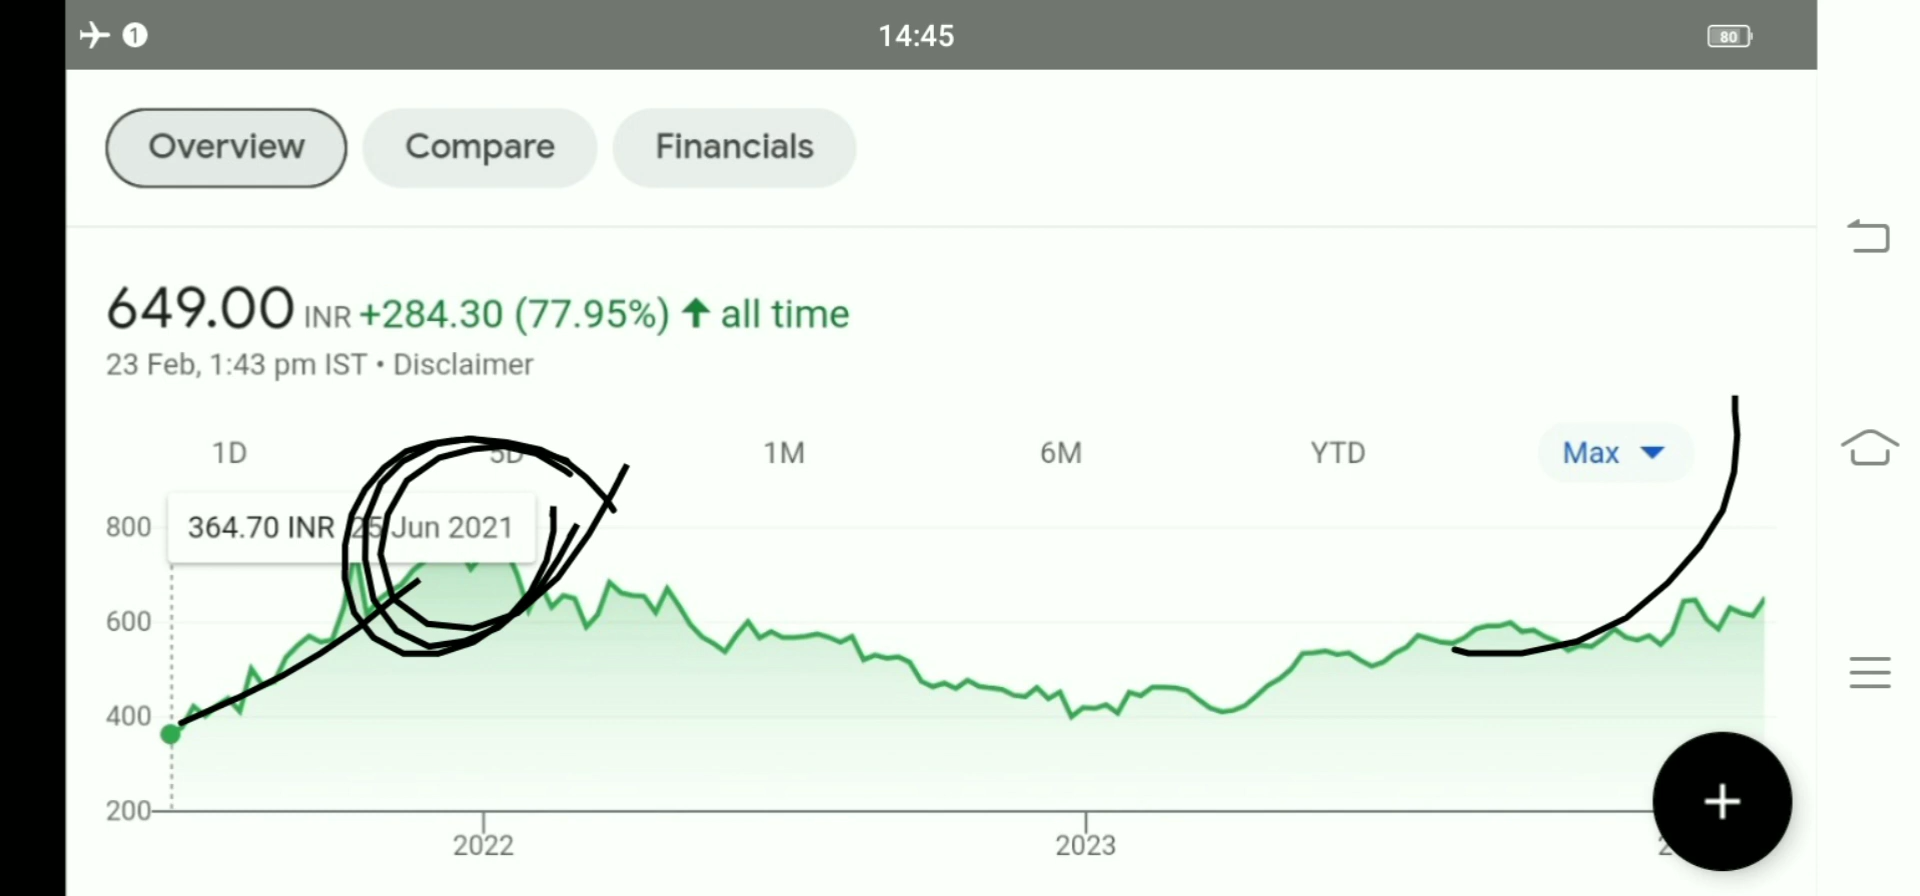 1 14:45 80
Overview Compare Financials
649.00 INR +284.30 (77.95%) ↑ all time
23 Feb, 1:43 pm IST • Disclaimer
1D 5D 1M 6M YTD Max
364.70 INR 25 Jun 2021
800
600
400
200
2022 2023
+